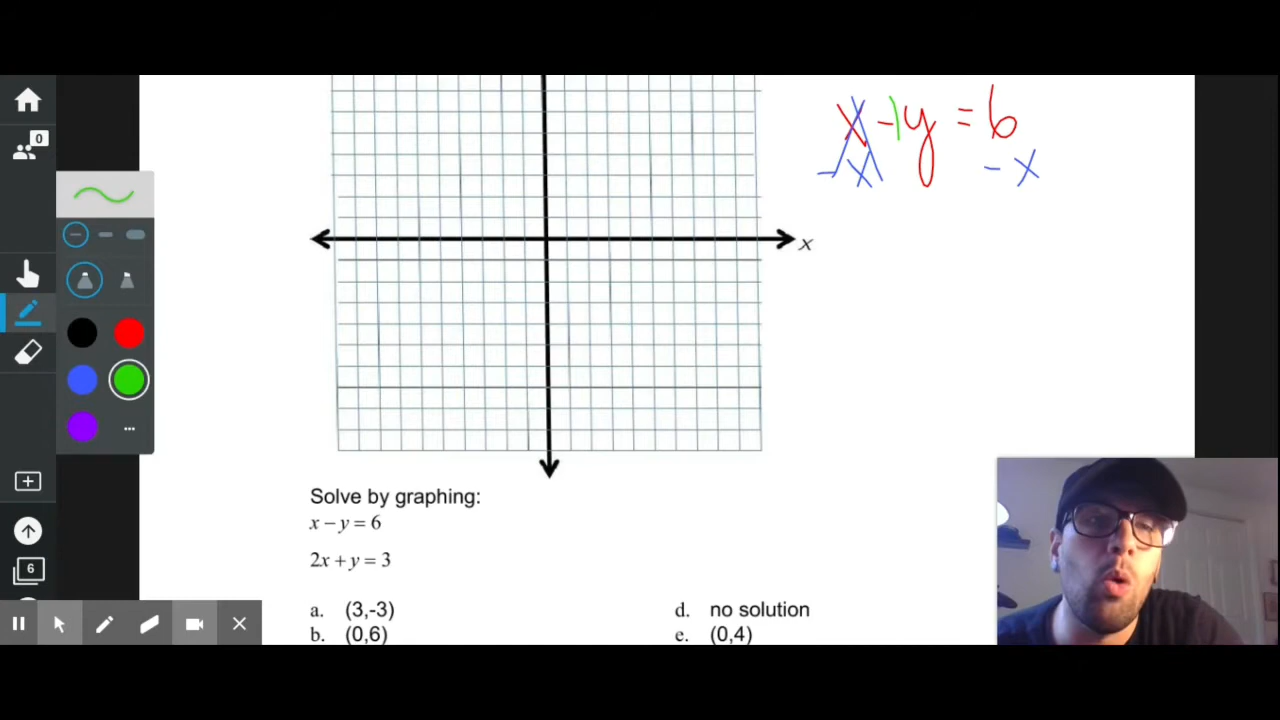 0
x - 1y = 6
-x - x
x
Solve by graphing:
x − y = 6
2x + y = 3
a. (3,-3)
d. no solution
b. (0,6)
e. (0,4)
...
6